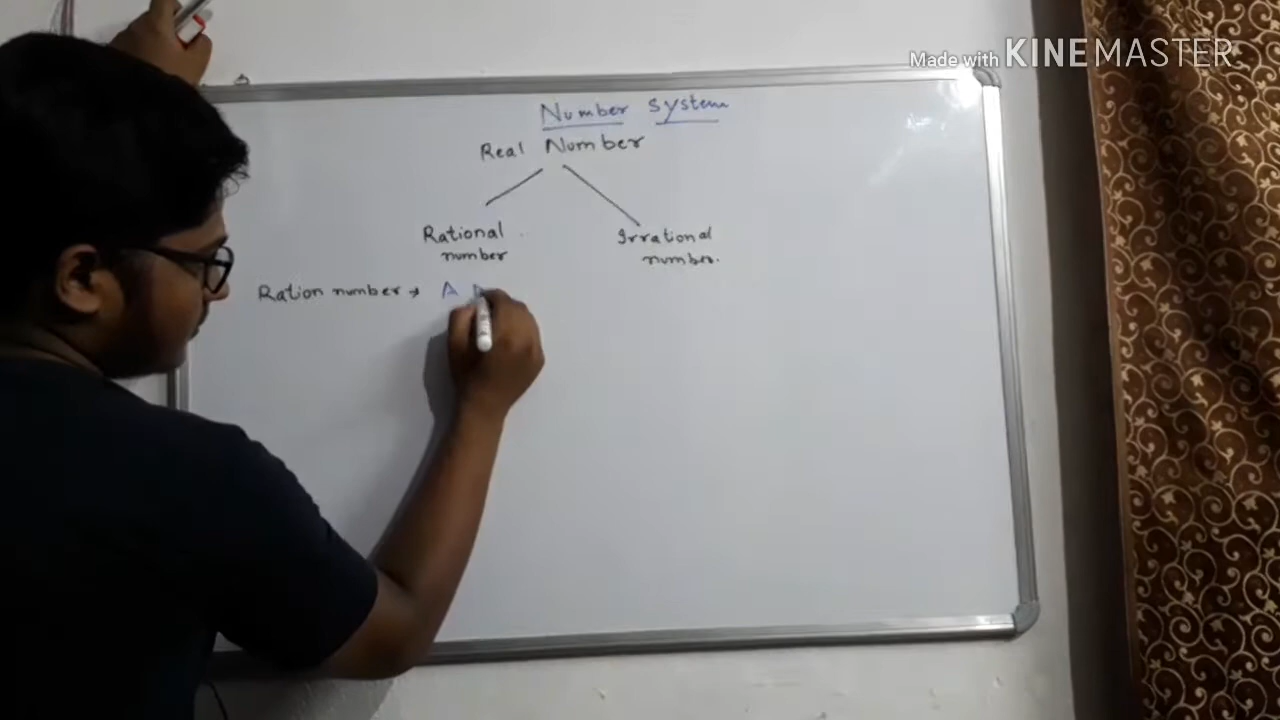 Made with KINEMASTER
Number system
Real Number
Rational
number
Irrational
number.
Ration number → A